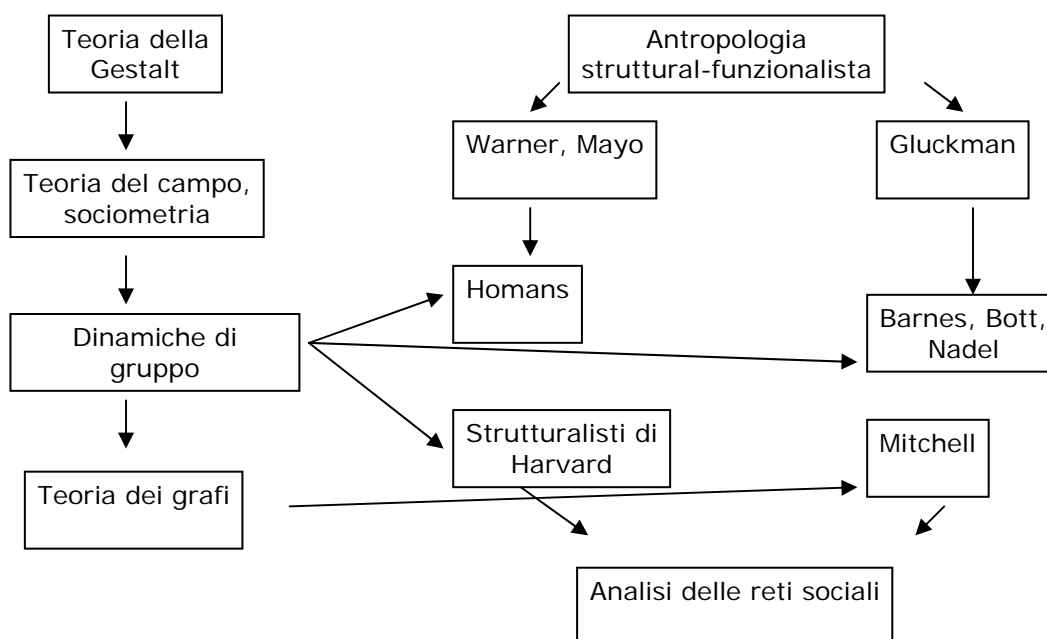 Teoria della
Gestalt
Antropologia
struttural-funzionalista
Warner, Mayo
Gluckman
Teoria del campo,
sociometria
Homans
Barnes, Bott,
Nadel
Dinamiche di
gruppo
Strutturalisti di
Harvard
Mitchell
Teoria dei grafi
Analisi delle reti sociali